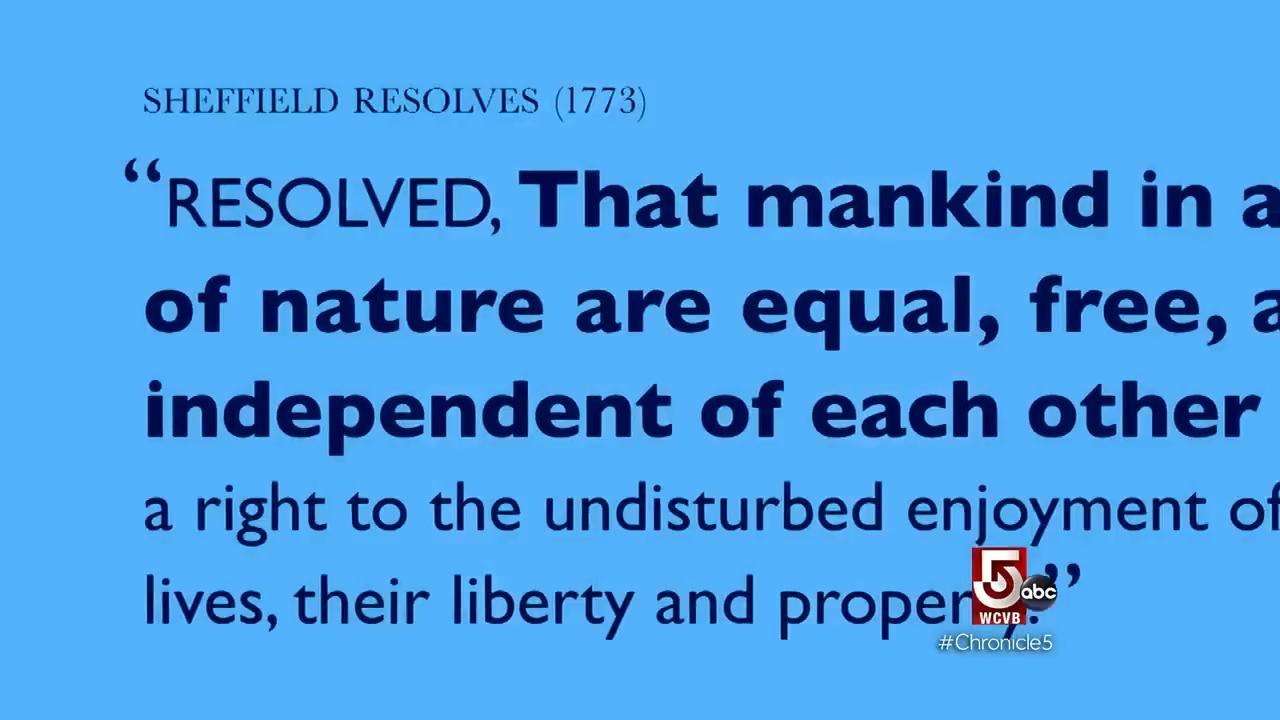 SHEFFIELD RESOLVES (1773)
“RESOLVED, That mankind in a
of nature are equal, free, a
independent of each other
a right to the undisturbed enjoyment of
lives, their liberty and proper y.”
5 abc
WCVB
#Chronicle5